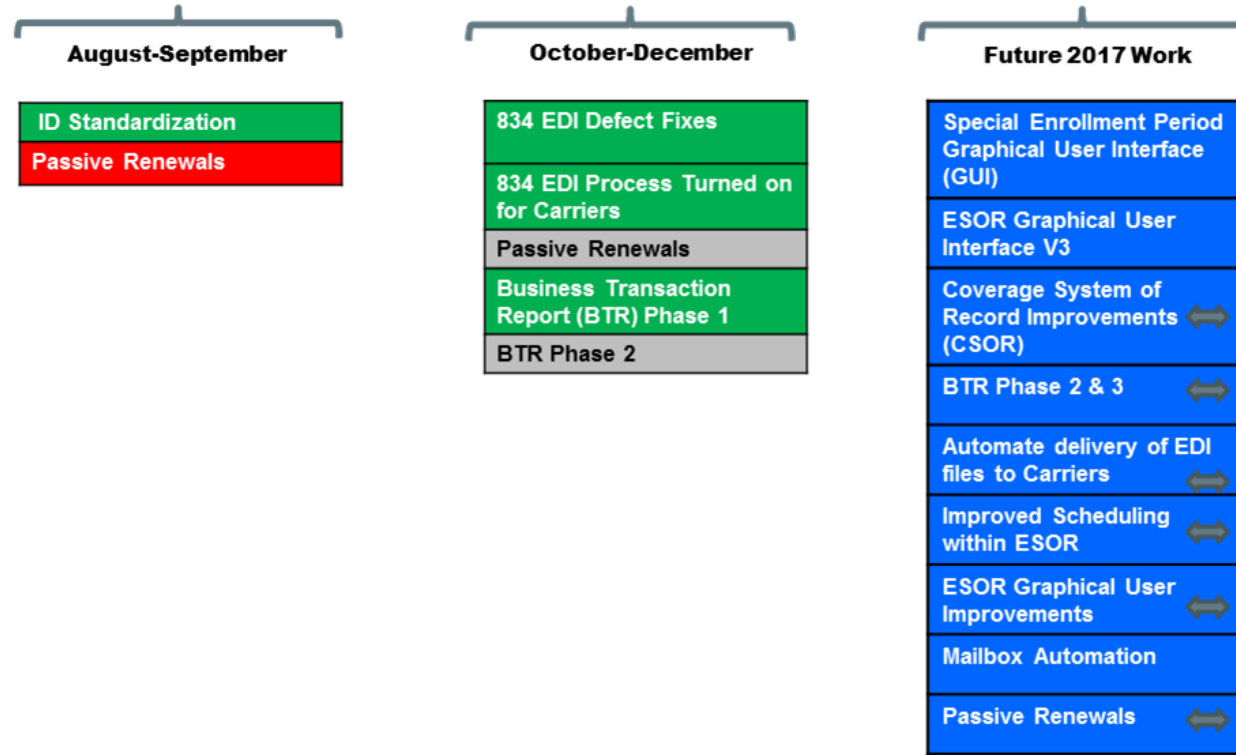 August-September
ID Standardization
Passive Renewals
October-December
834 EDI Defect Fixes
834 EDI Process Turned on
for Carriers
Passive Renewals
Business Transaction
Report (BTR) Phase 1
BTR Phase 2
Future 2017 Work
Special Enrollment Period
Graphical User Interface
(GUI)
ESOR Graphical User
Interface V3
Coverage System of
Record Improvements
(CSOR)
BTR Phase 2 & 3
Automate delivery of EDI
files to Carriers
Improved Scheduling
within ESOR
ESOR Graphical User
Improvements
Mailbox Automation
Passive Renewals